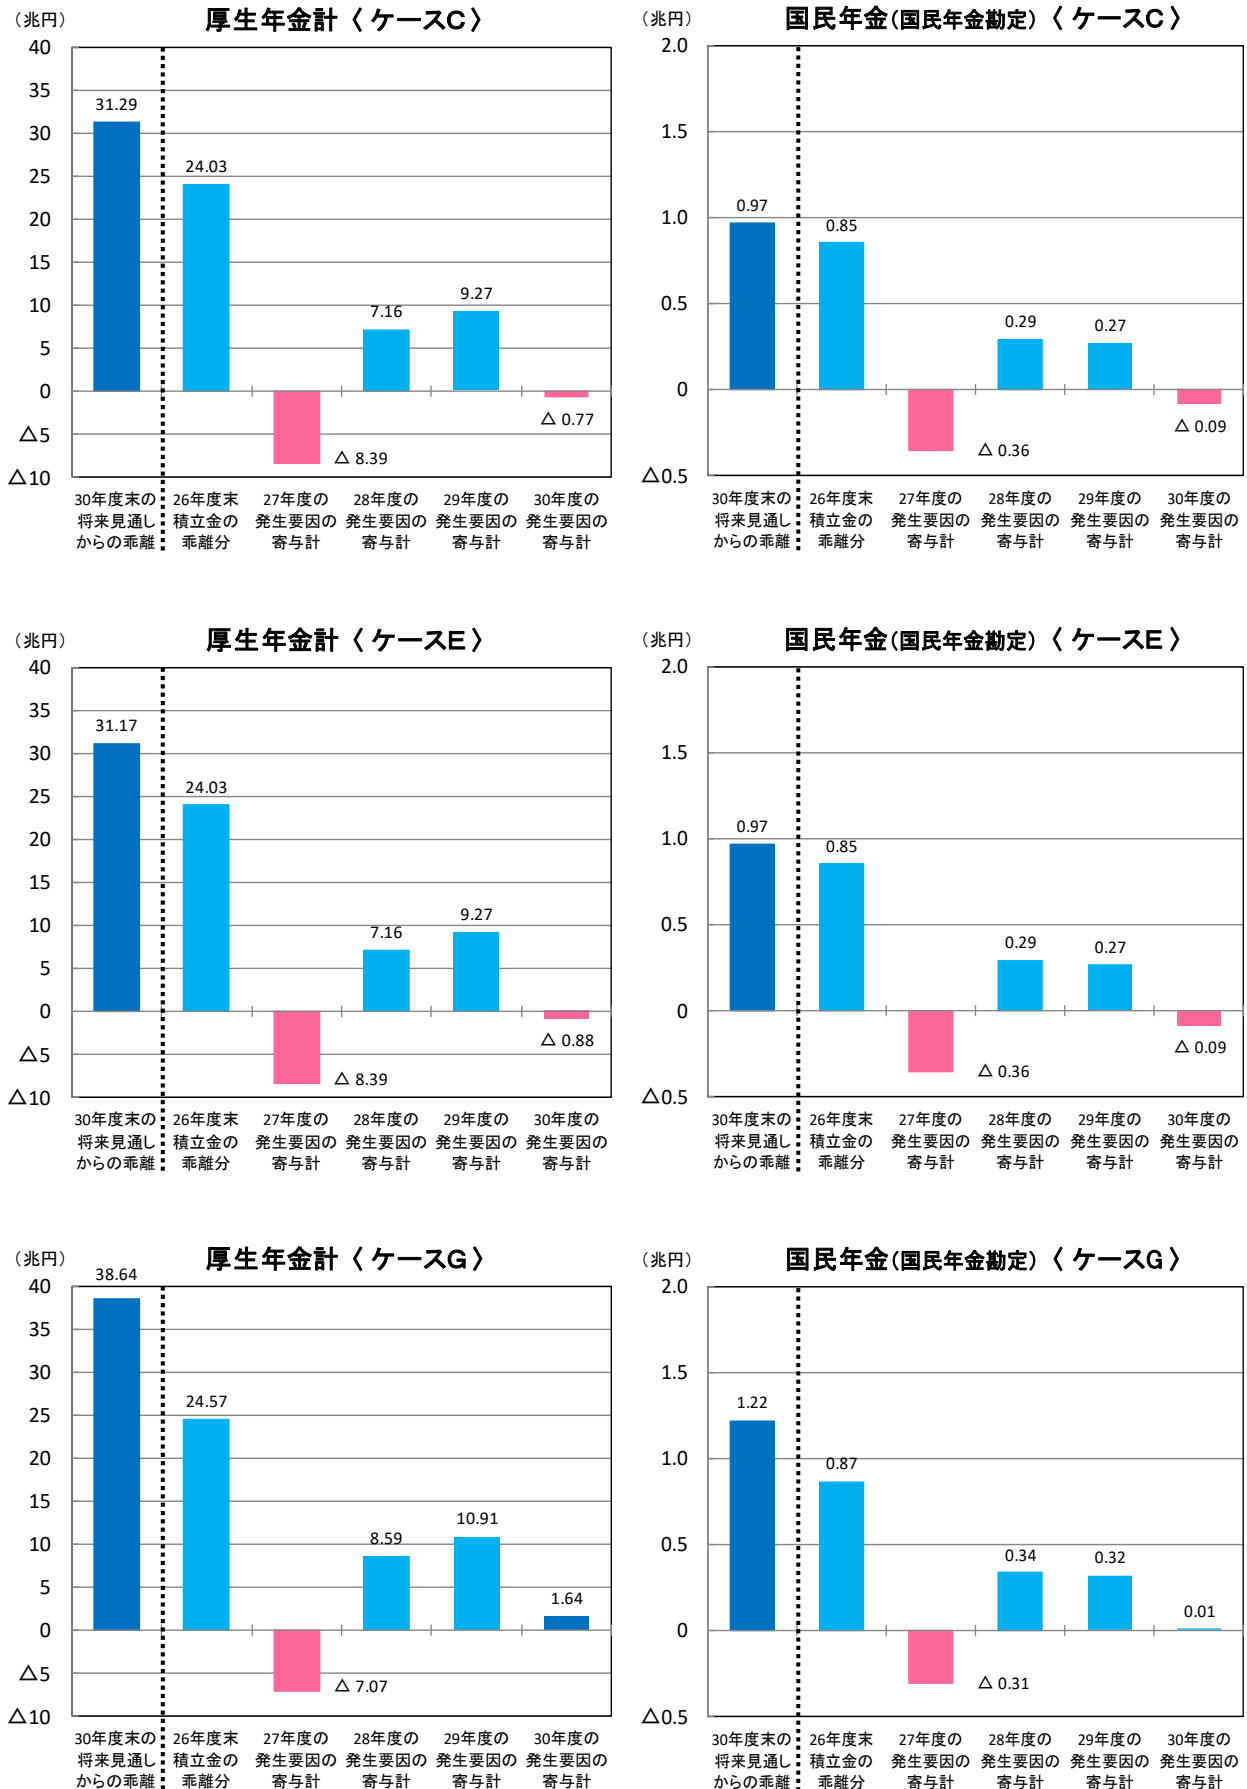 (兆円)
厚生年金計〈 ケースC 〉
40
35
30
25
20
15
10
5
0
△5
△10
31.29
24.03
△ 8.39
7.16
9.27
△ 0.77
30年度末の
将来見通し
からの乖離
26年度末
積立金の
乖離分
27年度の
発生要因の
寄与計
28年度の
発生要因の
寄与計
29年度の
発生要因の
寄与計
30年度の
発生要因の
寄与計
(兆円)
国民年金(国民年金勘定)〈 ケースC 〉
2.0
1.5
1.0
0.5
0
△0.5
0.97
0.85
△ 0.36
0.29
0.27
△ 0.09
30年度末の
将来見通し
からの乖離
26年度末
積立金の
乖離分
27年度の
発生要因の
寄与計
28年度の
発生要因の
寄与計
29年度の
発生要因の
寄与計
30年度の
発生要因の
寄与計
(兆円)
厚生年金計〈 ケースE 〉
40
35
30
25
20
15
10
5
0
△5
△10
31.17
24.03
△ 8.39
7.16
9.27
△ 0.88
30年度末の
将来見通し
からの乖離
26年度末
積立金の
乖離分
27年度の
発生要因の
寄与計
28年度の
発生要因の
寄与計
29年度の
発生要因の
寄与計
30年度の
発生要因の
寄与計
(兆円)
国民年金(国民年金勘定)〈 ケースE 〉
2.0
1.5
1.0
0.5
0
△0.5
0.97
0.85
△ 0.36
0.29
0.27
△ 0.09
30年度末の
将来見通し
からの乖離
26年度末
積立金の
乖離分
27年度の
発生要因の
寄与計
28年度の
発生要因の
寄与計
29年度の
発生要因の
寄与計
30年度の
発生要因の
寄与計
(兆円)
厚生年金計〈 ケースG 〉
40
35
30
25
20
15
10
5
0
△5
△10
38.64
24.57
△ 7.07
8.59
10.91
1.64
30年度末の
将来見通し
からの乖離
26年度末
積立金の
乖離分
27年度の
発生要因の
寄与計
28年度の
発生要因の
寄与計
29年度の
発生要因の
寄与計
30年度の
発生要因の
寄与計
(兆円)
国民年金(国民年金勘定)〈 ケースG 〉
2.0
1.5
1.0
0.5
0
△0.5
1.22
0.87
△ 0.31
0.34
0.32
0.01
30年度末の
将来見通し
からの乖離
26年度末
積立金の
乖離分
27年度の
発生要因の
寄与計
28年度の
発生要因の
寄与計
29年度の
発生要因の
寄与計
30年度の
発生要因の
寄与計